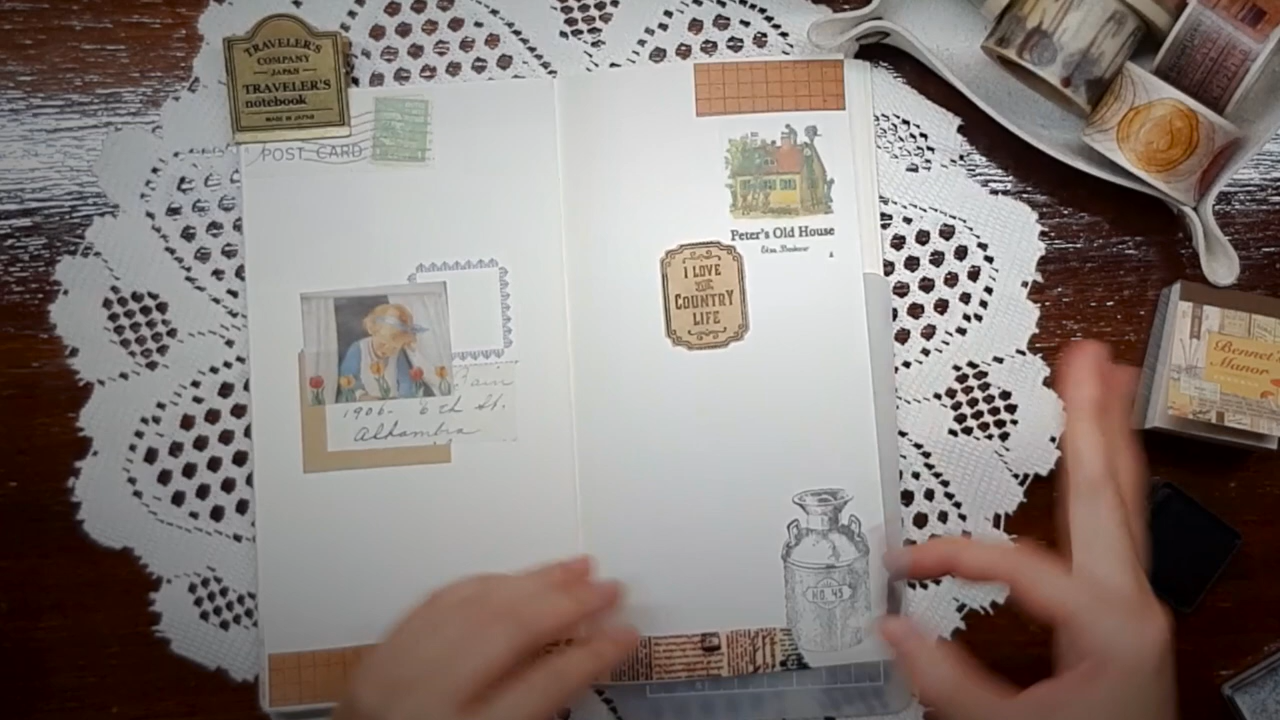 TRAVELER'S
COMPANY
JAPAN
TRAVELER'S
notebook
MADE IN JAPAN
POST CARD
1906- 6th St.
Alhambra
Peter's Old House
I LOVE
THE
COUNTRY
LIFE
NO. 45
Bennet's
Manor